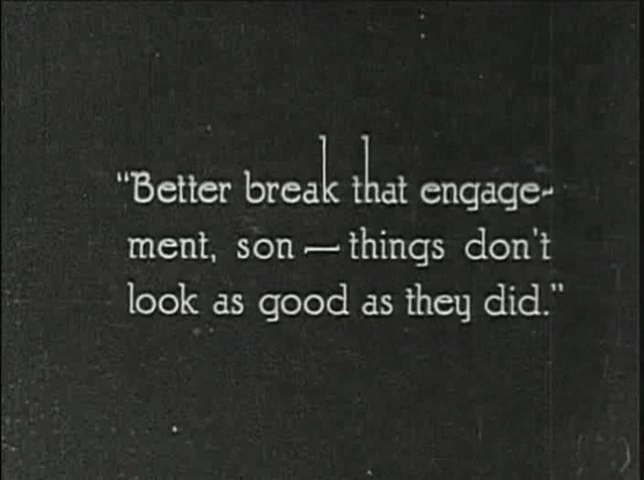 “Better break that engage-
ment, son — things don't
look as good as they did.”